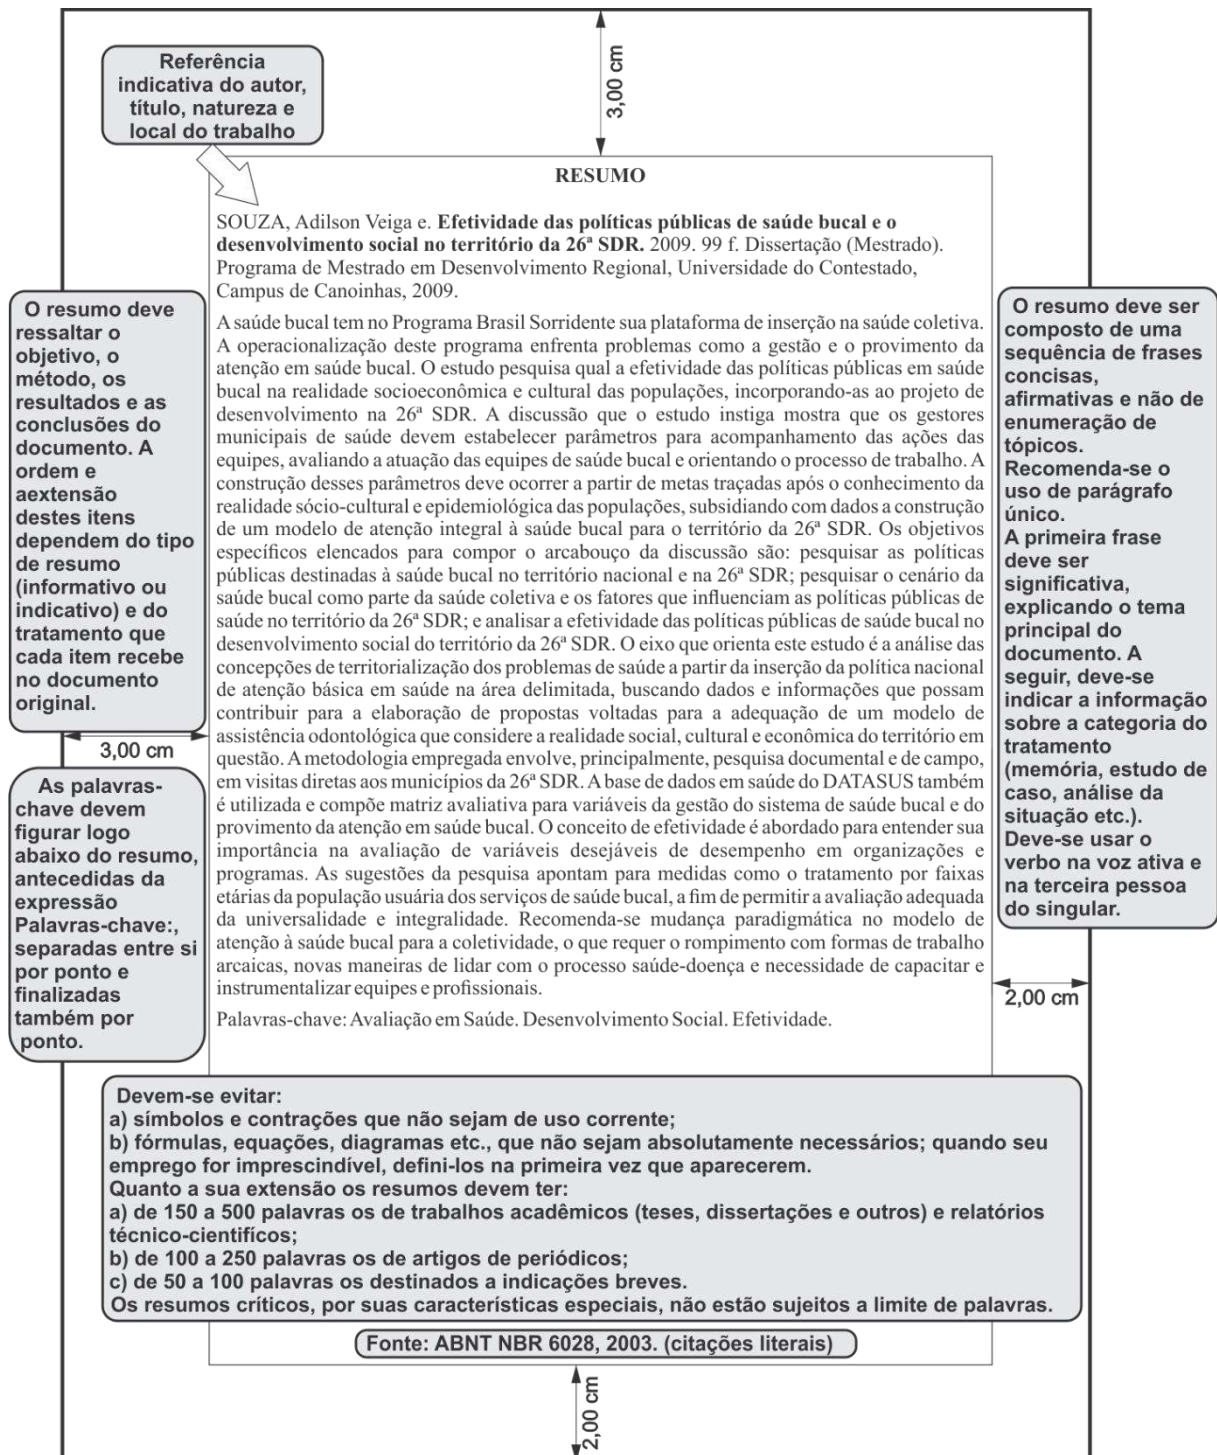 3,00 cm
Referência
indicativa do autor,
título, natureza e
local do trabalho
RESUMO
SOUZA, Adilson Veiga e. Efetividade das políticas públicas de saúde bucal e o
desenvolvimento social no território da 26ª SDR. 2009. 99 f. Dissertação (Mestrado).
Programa de Mestrado em Desenvolvimento Regional, Universidade do Contestado,
Campus de Canoinhas, 2009.
O resumo deve
ressaltar o
objetivo, o
método, os
resultados e as
conclusões do
documento. A
ordem e
aextensão
destes itens
dependem do tipo
de resumo
(informativo ou
indicativo) e do
tratamento que
cada item recebe
no documento
original.
3,00 cm
As palavras-
chave devem
figurar logo
abaixo do resumo,
antecedidas da
expressão
Palavras-chave:,
separadas entre si
por ponto e
finalizadas
também por
ponto.
A saúde bucal tem no Programa Brasil Sorridente sua plataforma de inserção na saúde coletiva.
A operacionalização deste programa enfrenta problemas como a gestão e o provimento da
atenção em saúde bucal. O estudo pesquisa qual a efetividade das políticas públicas em saúde
bucal na realidade socioeconômica e cultural das populações, incorporando-as ao projeto de
desenvolvimento na 26ª SDR. A discussão que o estudo instiga mostra que os gestores
municipais de saúde devem estabelecer parâmetros para acompanhamento das ações das
equipes, avaliando a atuação das equipes de saúde bucal e orientando o processo de trabalho. A
construção desses parâmetros deve ocorrer a partir de metas traçadas após o conhecimento da
realidade sócio-cultural e epidemiológica das populações, subsidiando com dados a construção
de um modelo de atenção integral à saúde bucal para o território da 26ª SDR. Os objetivos
específicos elencados para compor o arcabouço da discussão são: pesquisar as políticas
públicas destinadas à saúde bucal no território nacional e na 26ª SDR; pesquisar o cenário da
saúde bucal como parte da saúde coletiva e os fatores que influenciam as políticas públicas de
saúde no território da 26ª SDR; e analisar a efetividade das políticas públicas de saúde bucal no
desenvolvimento social do território da 26ª SDR. O eixo que orienta este estudo é a análise das
concepções de territorialização dos problemas de saúde a partir da inserção da política nacional
de atenção básica em saúde na área delimitada, buscando dados e informações que possam
contribuir para a elaboração de propostas voltadas para a adequação de um modelo de
assistência odontológica que considere a realidade social, cultural e econômica do território em
questão. A metodologia empregada envolve, principalmente, pesquisa documental e de campo,
em visitas diretas aos municípios da 26ª SDR. A base de dados em saúde do DATASUS também
é utilizada e compõe matriz avaliativa para variáveis da gestão do sistema de saúde bucal e do
provimento da atenção em saúde bucal. O conceito de efetividade é abordado para entender sua
importância na avaliação de variáveis desejáveis de desempenho em organizações e
programas. As sugestões da pesquisa apontam para medidas como o tratamento por faixas
etárias da população usuária dos serviços de saúde bucal, a fim de permitir a avaliação adequada
da universalidade e integralidade. Recomenda-se mudança paradigmática no modelo de
atenção à saúde bucal para a coletividade, o que requer o rompimento com formas de trabalho
arcaicas, novas maneiras de lidar com o processo saúde-doença e necessidade de capacitar e
instrumentalizar equipes e profissionais.
Palavras-chave: Avaliação em Saúde. Desenvolvimento Social. Efetividade.
O resumo deve ser
composto de uma
sequência de frases
concisas,
afirmativas e não de
enumeração de
tópicos.
Recomenda-se o
uso de parágrafo
único.
A primeira frase
deve ser
significativa,
explicando o tema
principal do
documento. A
seguir, deve-se
indicar a informação
sobre a categoria do
tratamento
(memória, estudo de
caso, análise da
situação etc.).
Deve-se usar o
verbo na voz ativa e
na terceira pessoa
do singular.
2,00 cm
Devem-se evitar:
a) símbolos e contrações que não sejam de uso corrente;
b) fórmulas, equações, diagramas etc., que não sejam absolutamente necessários; quando seu
emprego for imprescindível, defini-los na primeira vez que aparecerem.
Quanto a sua extensão os resumos devem ter:
a) de 150 a 500 palavras os de trabalhos acadêmicos (teses, dissertações e outros) e relatórios
técnico-científicos;
b) de 100 a 250 palavras os de artigos de periódicos;
c) de 50 a 100 palavras os destinados a indicações breves.
Os resumos críticos, por suas características especiais, não estão sujeitos a limite de palavras.
Fonte: ABNT NBR 6028, 2003. (citações literais)
2,00 cm